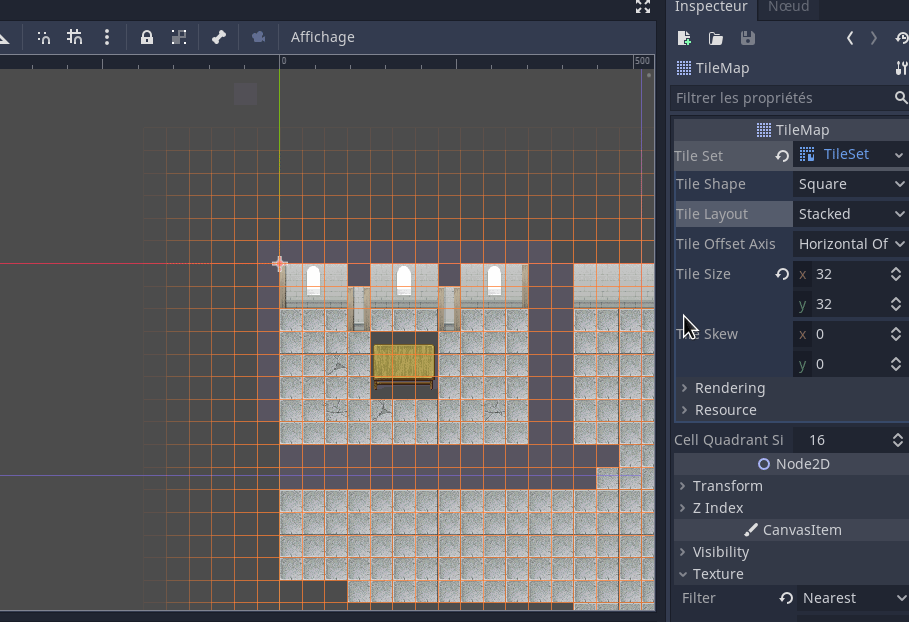 Inspecteur Nœud
Affichage
TileMap
0 500
Filtrer les propriétés
TileMap
Tile Set TileSet
Tile Shape Square
Tile Layout Stacked
Tile Offset Axis Horizontal Of
Tile Size x 32
y 32
Tile Skew x 0
y 0
Rendering
Resource
Cell Quadrant Si 16
Node2D
Transform
Z Index
CanvasItem
Visibility
Texture
Filter Nearest